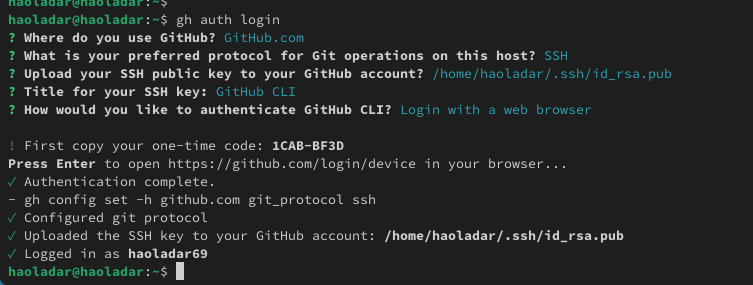 haoladar@haoladar:~$
haoladar@haoladar:~$ gh auth login
? Where do you use GitHub? GitHub.com
? What is your preferred protocol for Git operations on this host? SSH
? Upload your SSH public key to your GitHub account? /home/haoladar/.ssh/id_rsa.pub
? Title for your SSH key: GitHub CLI
? How would you like to authenticate GitHub CLI? Login with a web browser
! First copy your one-time code: 1CAB-BF3D
Press Enter to open https://github.com/login/device in your browser...
✓ Authentication complete.
- gh config set -h github.com git_protocol ssh
✓ Configured git protocol
✓ Uploaded the SSH key to your GitHub account: /home/haoladar/.ssh/id_rsa.pub
✓ Logged in as haoladar69
haoladar@haoladar:~$